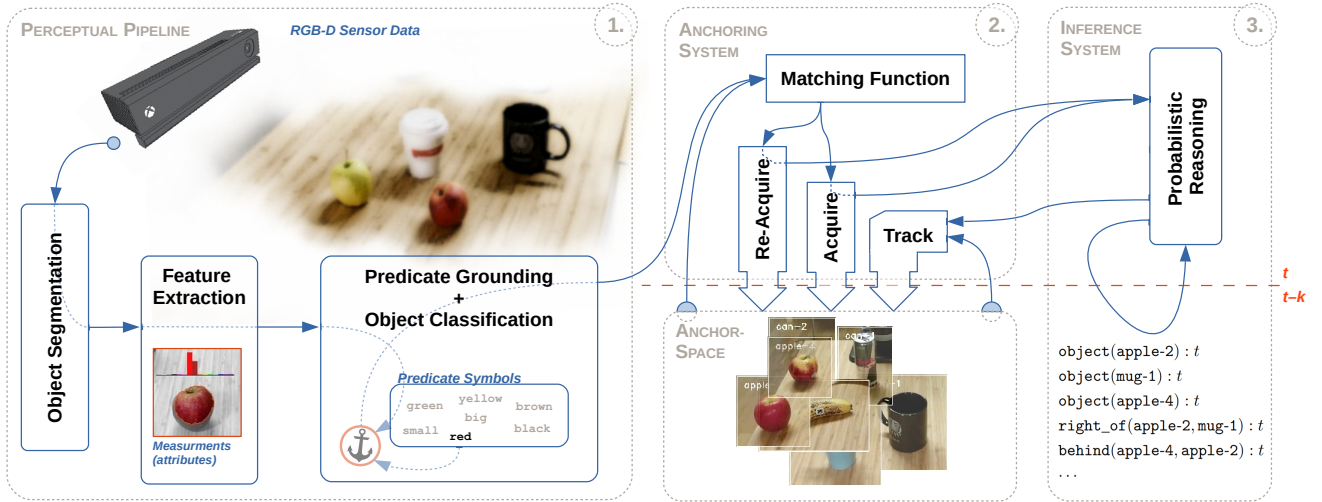 PERCEPTUAL PIPELINE
1.
RGB-D Sensor Data
Object Segmentation
Feature
Extraction
Measurments
(attributes)
Predicate Grounding
+
Object Classification
Predicate Symbols
green
yellow
brown
big
small
black
red
ANCHORING
SYSTEM
2.
Matching Function
Re-Acquire
Acquire
Track
ANCHOR-
SPACE
can-2
apple-2
apple
-1
INFERENCE
SYSTEM
3.
Probabilistic
Reasoning
t
t–k
object(apple-2) : t
object(mug-1) : t
object(apple-4) : t
right_of(apple-2, mug-1) : t
behind(apple-4, apple-2) : t
...